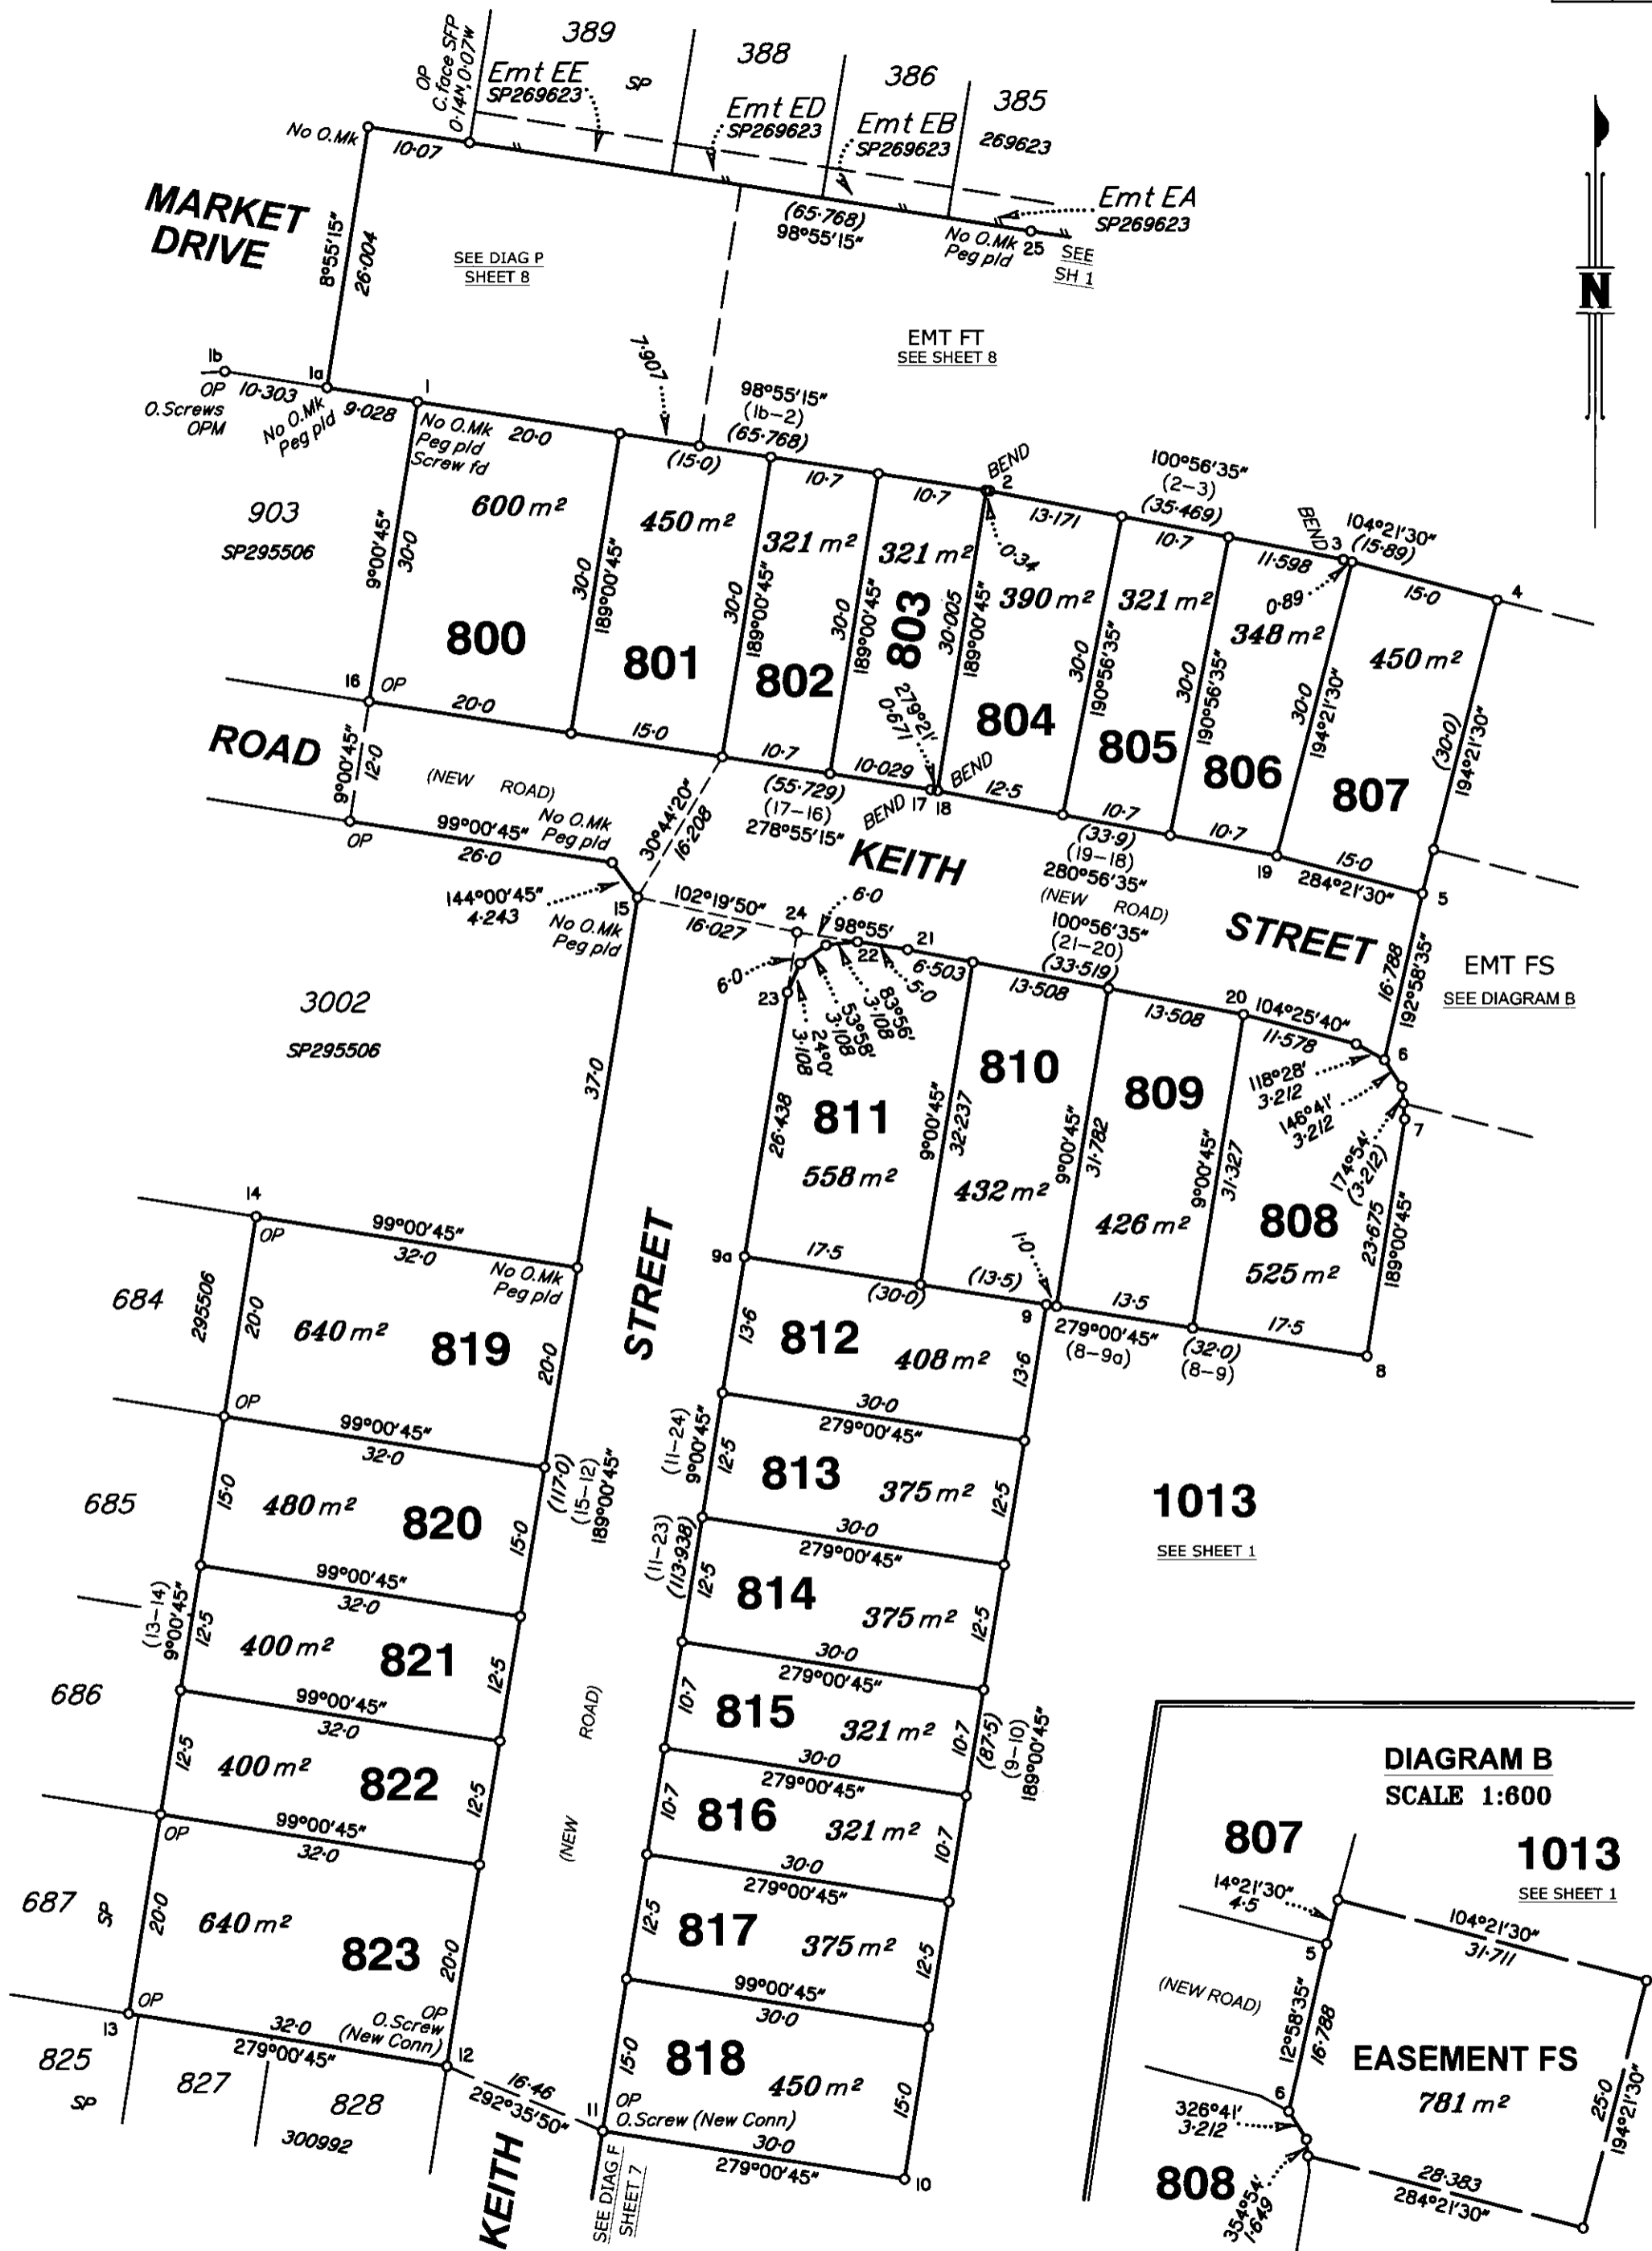 389
388
386
385
OP
C.face SFP
0·14N,0·07W
Emt EE
SP269623
SP
Emt ED
SP269623
Emt EB
SP269623
269623
Emt EA
SP269623
No O.Mk
10·07
MARKET
DRIVE
8°55'15"
26·004
SEE DIAG P
SHEET 8
(65·768)
98°55'15"
No O.Mk
Peg pld
25
SEE
SH 1
N
EMT FT
SEE SHEET 8
7·907
1b
OP
O.Screws
OPM
10·303
1a
No O.Mk
Peg pld
9·028
1
No O.Mk
Peg pld
Screw fd
20·0
(15·0)
98°55'15"
(1b-2)
(65·768)
10·7
10·7
BEND
2
0·34
13·171
100°56'35"
(2-3)
(35·469)
10·7
11·598
BEND
3
104°21'30"
(15·89)
0·89
15·0
4
903
SP295506
9°00'45"
30·0
600 m²
800
30·0
189°00'45"
450 m²
801
30·0
189°00'45"
321 m²
802
30·0
189°00'45"
321 m²
803
30·005
189°00'45"
390 m²
804
30·0
190°56'35"
321 m²
805
30·0
190°56'35"
348 m²
806
30·0
194°21'30"
450 m²
807
(30·0)
194°21'30"
16
OP
20·0
15·0
10·7
10·029
279°21'
0·671
BEND 17
18
BEND
12·5
10·7
10·7
19
15·0
284°21'30"
5
ROAD
9°00'45"
12·0
(NEW ROAD)
OP
99°00'45"
26·0
No O.Mk
Peg pld
144°00'45"
4·243
15
No O.Mk
Peg pld
30°44'20"
16·208
(55·729)
(17-16)
278°55'15"
KEITH
STREET
(33·9)
(19-18)
280°56'35"
(NEW ROAD)
100°56'35"
(21-20)
(33·519)
102°19'50"
16·027
24
6·0
98°55'
22
21
5·0
6·503
13·508
13·508
20
104°25'40"
11·578
6·0
23
83°56'
3·108
53°58'
3·108
24°0'
3·108
16·788
192°58'35"
EMT FS
SEE DIAGRAM B
118°28'
3·212
6
146°41'
3·212
174°54'
(3·212)
7
3002
SP295506
37·0
26·438
811
558 m²
9°00'45"
32·237
810
432 m²
9°00'45"
31·782
809
426 m²
9°00'45"
31·327
808
525 m²
23·675
189°00'45"
9a
17·5
(30·0)
(13·5)
1·0
9
13·5
279°00'45"
(8-9a)
(32·0)
(8-9)
17·5
8
14
OP
99°00'45"
32·0
No O.Mk
Peg pld
684
295506
20·0
640 m²
819
20·0
STREET
13·6
812
408 m²
13·6
OP
99°00'45"
32·0
30·0
279°00'45"
685
15·0
480 m²
820
15·0
(117·0)
(15-12)
189°00'45"
(11-24)
9°00'45"
12·5
813
375 m²
12·5
1013
SEE SHEET 1
99°00'45"
32·0
(11-23)
(113·938)
30·0
279°00'45"
12·5
814
375 m²
12·5
(13-14)
9°00'45"
12·5
400 m²
821
12·5
30·0
279°00'45"
686
99°00'45"
32·0
10·7
815
321 m²
10·7
(87·5)
(9-10)
189°00'45"
12·5
400 m²
822
12·5
(NEW ROAD)
30·0
279°00'45"
10·7
816
321 m²
10·7
OP
99°00'45"
32·0
30·0
279°00'45"
687
SP
20·0
640 m²
823
20·0
12·5
817
375 m²
12·5
99°00'45"
30·0
OP
13
32·0
279°00'45"
OP
O.Screw
(New Conn)
12
15·0
818
450 m²
15·0
825
SP
827
828
300992
16·46
292°35'50"
11
OP
O.Screw (New Conn)
30·0
279°00'45"
10
KEITH
SEE DIAG F
SHEET 7
DIAGRAM B
SCALE 1:600
807
1013
SEE SHEET 1
14°21'30"
4·5
5
104°21'30"
31·711
(NEW ROAD)
12°58'35"
16·788
EASEMENT FS
781 m²
25·0
194°21'30"
6
326°41'
3·212
808
354°54'
1·649
28·383
284°21'30"